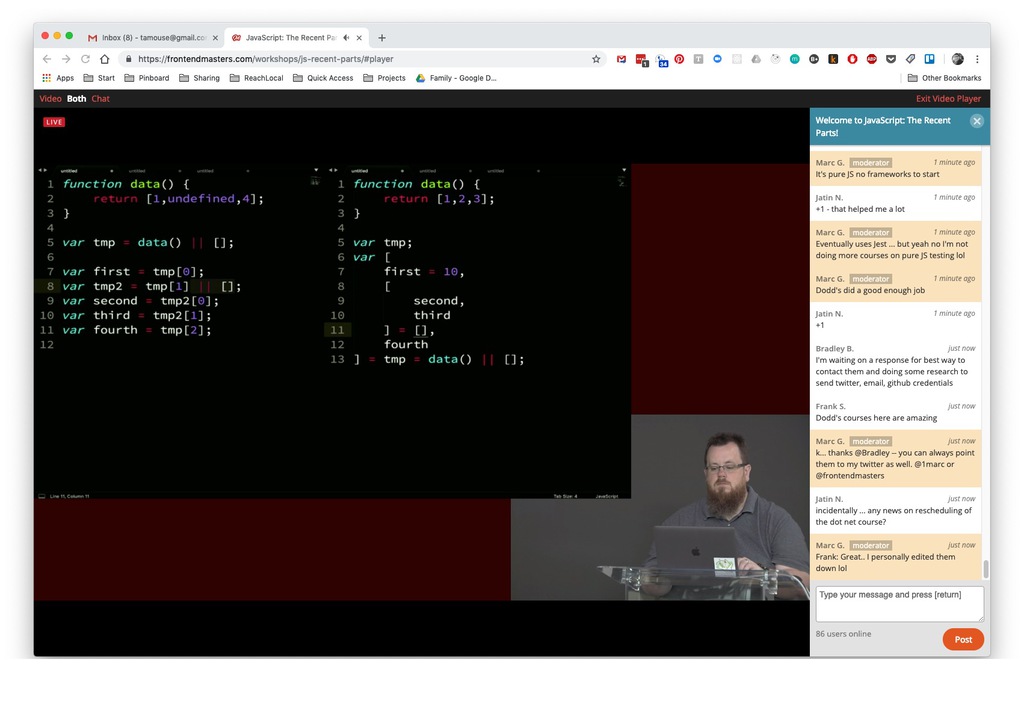 Inbox (8) - tamouse@gmail.co
JavaScript: The Recent Pa
https://frontendmasters.com/workshops/js-recent-parts/#player
Apps
Start
Pinboard
Sharing
ReachLocal
Quick Access
Projects
Family - Google D...
Other Bookmarks
Video Both Chat
Exit Video Player
LIVE
untitled
untitled
untitled
1 function data() {
2 return [1,undefined,4];
3 }
4
5 var tmp = data() || [];
6
7 var first = tmp[0];
8 var tmp2 = tmp[1] || [];
9 var second = tmp2[0];
10 var third = tmp2[1];
11 var fourth = tmp[2];
12
untitled
untitled
untitled
1 function data() {
2 return [1,2,3];
3 }
4
5 var tmp;
6 var [
7 first = 10,
8 [
9 second,
10 third
11 ] = [],
12 fourth
13 ] = tmp = data() || [];
Line 11, Column 11
Tab Size: 4
JavaScript
Welcome to JavaScript: The Recent
Parts!
Marc G. moderator 1 minute ago
It's pure JS no frameworks to start
Jatin N. 1 minute ago
+1 - that helped me a lot
Marc G. moderator 1 minute ago
Eventually uses Jest ... but yeah no I'm not
doing more courses on pure JS testing lol
Marc G. moderator 1 minute ago
Dodd's did a good enough job
Jatin N. 1 minute ago
+1
Bradley B. just now
I'm waiting on a response for best way to
contact them and doing some research to
send twitter, email, github credentials
Frank S. just now
Dodd's courses here are amazing
Marc G. moderator just now
k... thanks @Bradley -- you can always point
them to my twitter as well. @1marc or
@frontendmasters
Jatin N. just now
incidentally ... any news on rescheduling of
the dot net course?
Marc G. moderator just now
Frank: Great.. I personally edited them
down lol
Type your message and press [return]
86 users online
Post